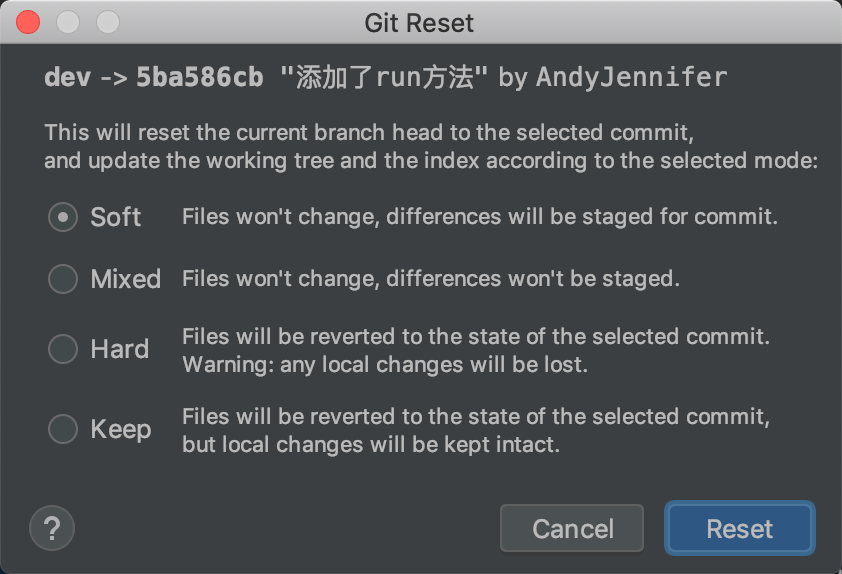 Git Reset
dev -> 5ba586cb "添加了run方法" by AndyJennifer
This will reset the current branch head to the selected commit,
and update the working tree and the index according to the selected mode:
Soft Files won't change, differences will be staged for commit.
Mixed Files won't change, differences won't be staged.
Hard Files will be reverted to the state of the selected commit.
Warning: any local changes will be lost.
Keep Files will be reverted to the state of the selected commit,
but local changes will be kept intact.
? Cancel Reset